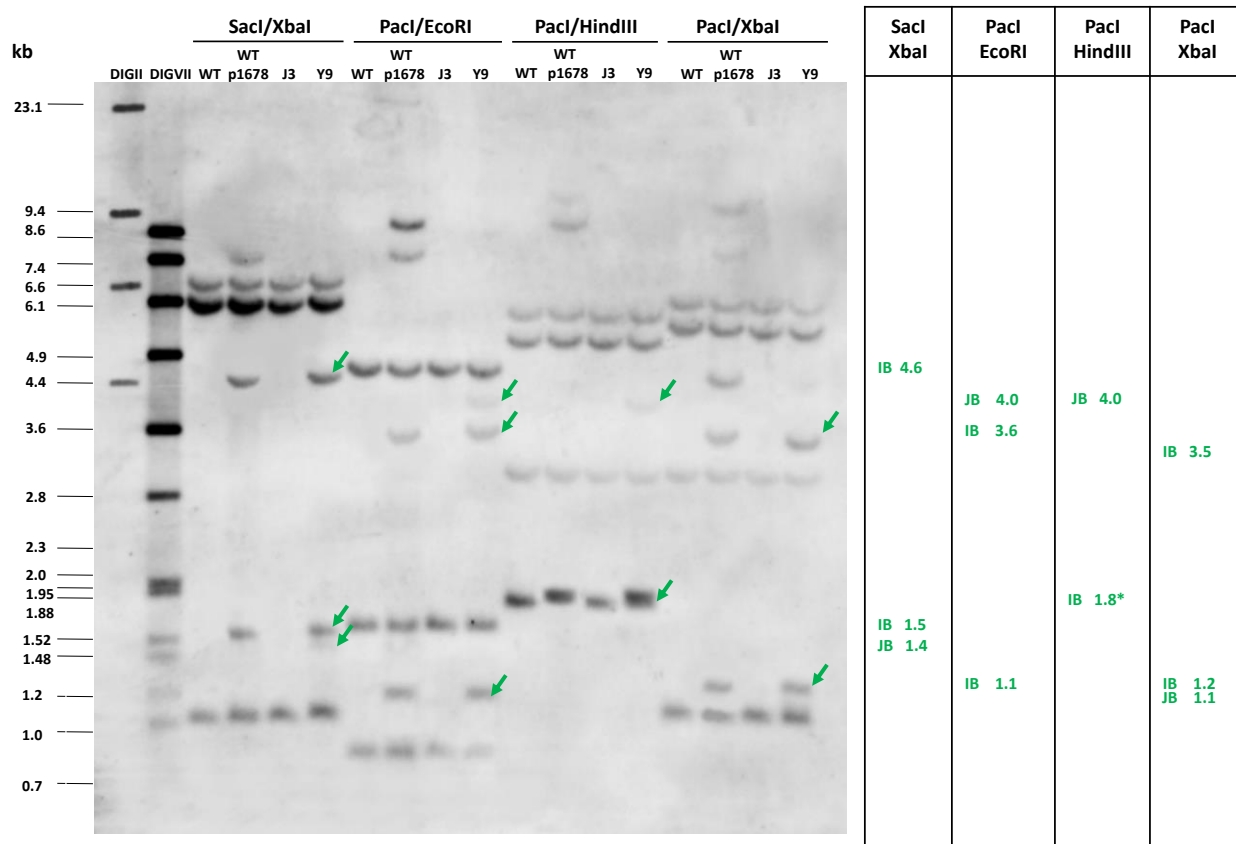 SacI/XbaI PacI/EcoRI PacI/HindIII PacI/XbaI
kb
WT WT WT WT
DIGII DIGVII WT p1678 J3 Y9 WT p1678 J3 Y9 WT p1678 J3 Y9 WT p1678 J3 Y9
23.1
9.4
8.6
7.4
6.6
6.1
4.9
4.4
3.6
2.8
2.3
2.0
1.95
1.88
1.52
1.48
1.2
1.0
0.7
SacI PacI PacI PacI
XbaI EcoRI HindIII XbaI
IB 4.6
JB 4.0 JB 4.0
IB 3.6
IB 3.5
IB 1.8*
IB 1.5
JB 1.4
IB 1.1 IB 1.2
JB 1.1